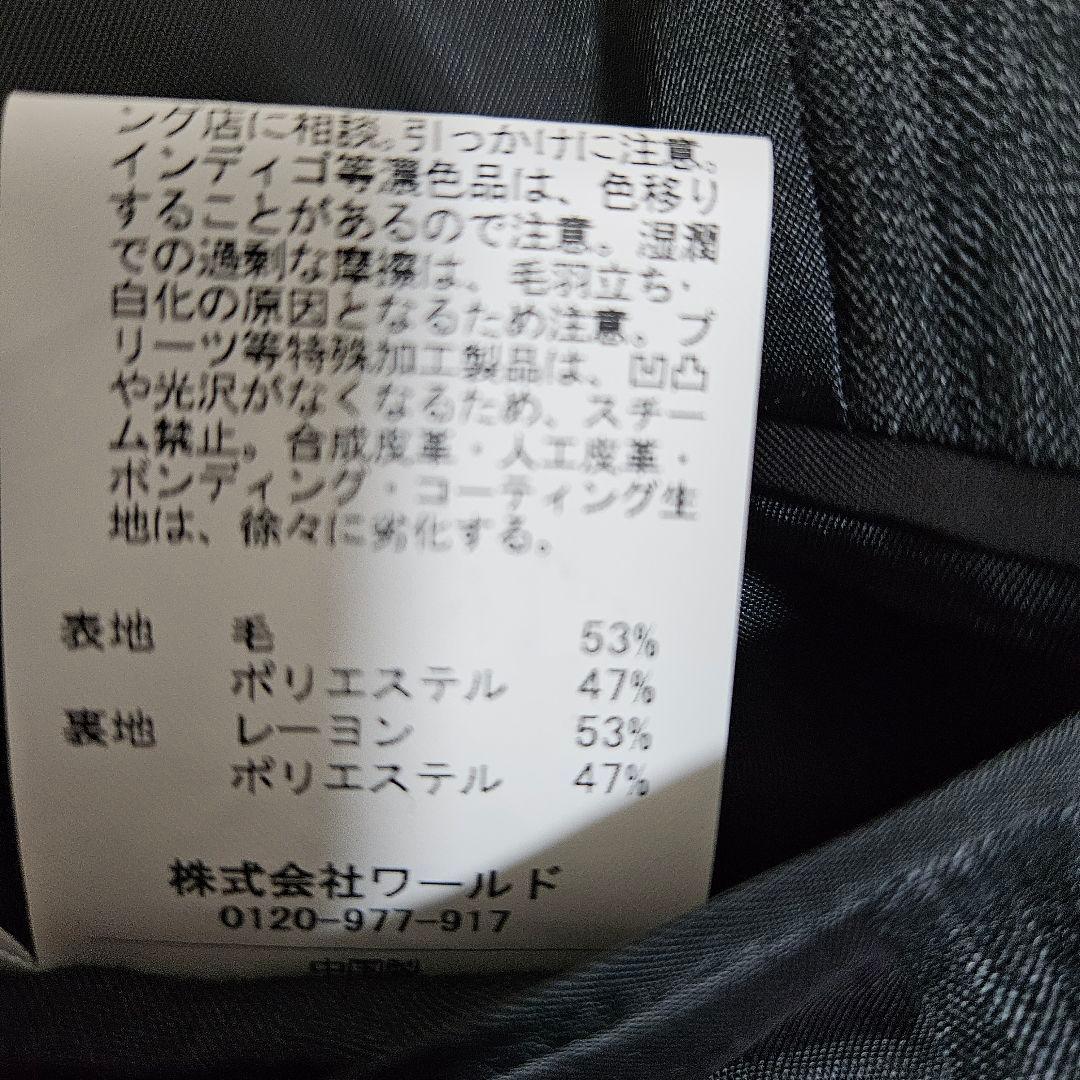 ング店に相談。引っかけに注意。
インディゴ等濃色品は、色移り
することがあるので注意。湿潤
での過剰な摩擦は、毛羽立ち・
白化の原因となるため注意。プ
リーツ等特殊加工製品は、凹凸
や光沢がなくなるため、スチー
ム禁止。合成皮革・人工皮革・
ボンディング・コーティング生
地は、徐々に劣化する。
表地 毛 53%
ポリエステル 47%
裏地 レーヨン 53%
ポリエステル 47%
株式会社ワールド
0120-977-917
中国製